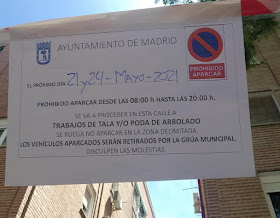 AYUNTAMIENTO DE MADRID
EL PRÓXIMO DÍA
21 y 24 - MAYO - 2021
PROHIBIDO APARCAR
PROHIBIDO APARCAR DESDE LAS 08:00 h HASTA LAS 20:00 h.
SE VA A PROCEDER EN ESTA CALLE A
TRABAJOS DE TALA Y/O PODA DE ARBOLADO
SE RUEGA NO APARCAR EN LA ZONA DELIMITADA.
LOS VEHÍCULOS APARCADOS SERÁN RETIRADOS POR LA GRÚA MUNICIPAL.
DISCULPEN LAS MOLESTIAS.